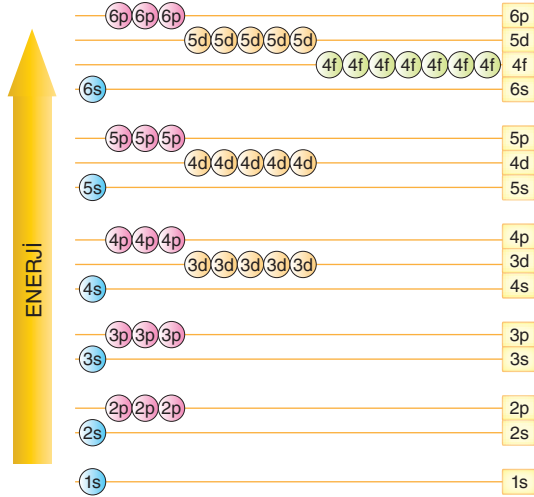 6p 6p 6p 6p
5d 5d 5d 5d 5d 5d
4f 4f 4f 4f 4f 4f 4f 4f
6s 6s
5p 5p 5p 5p
4d 4d 4d 4d 4d 4d
5s 5s
4p 4p 4p 4p
3d 3d 3d 3d 3d 3d
4s 4s
3p 3p 3p 3p
3s 3s
2p 2p 2p 2p
2s 2s
1s 1s
ENERJİ